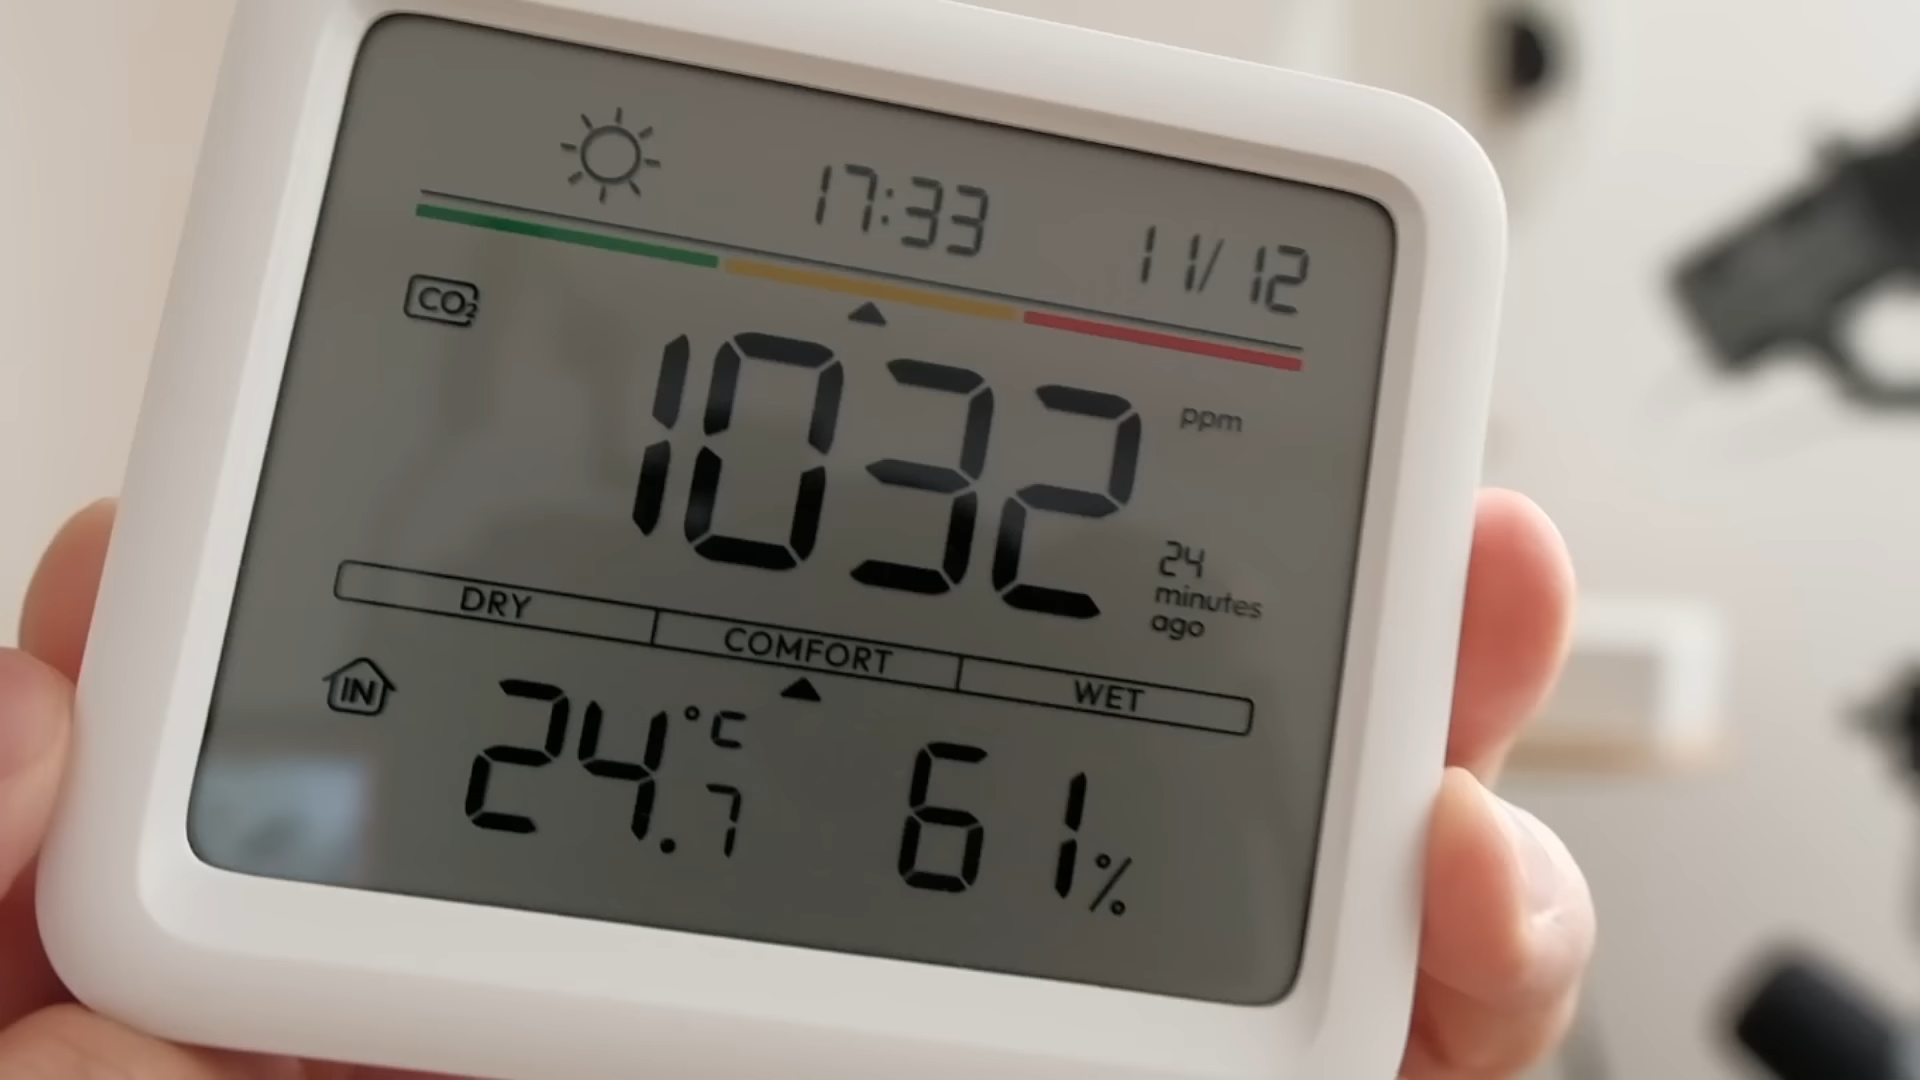 17:33
11/12
CO₂
1032 ppm
24
minutes
ago
DRY COMFORT WET
IN
24.7 °C
61%